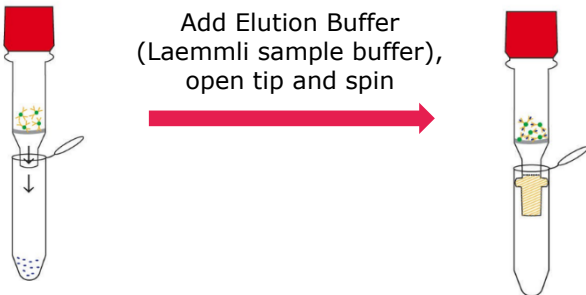 Add Elution Buffer
(Laemmli sample buffer),
open tip and spin